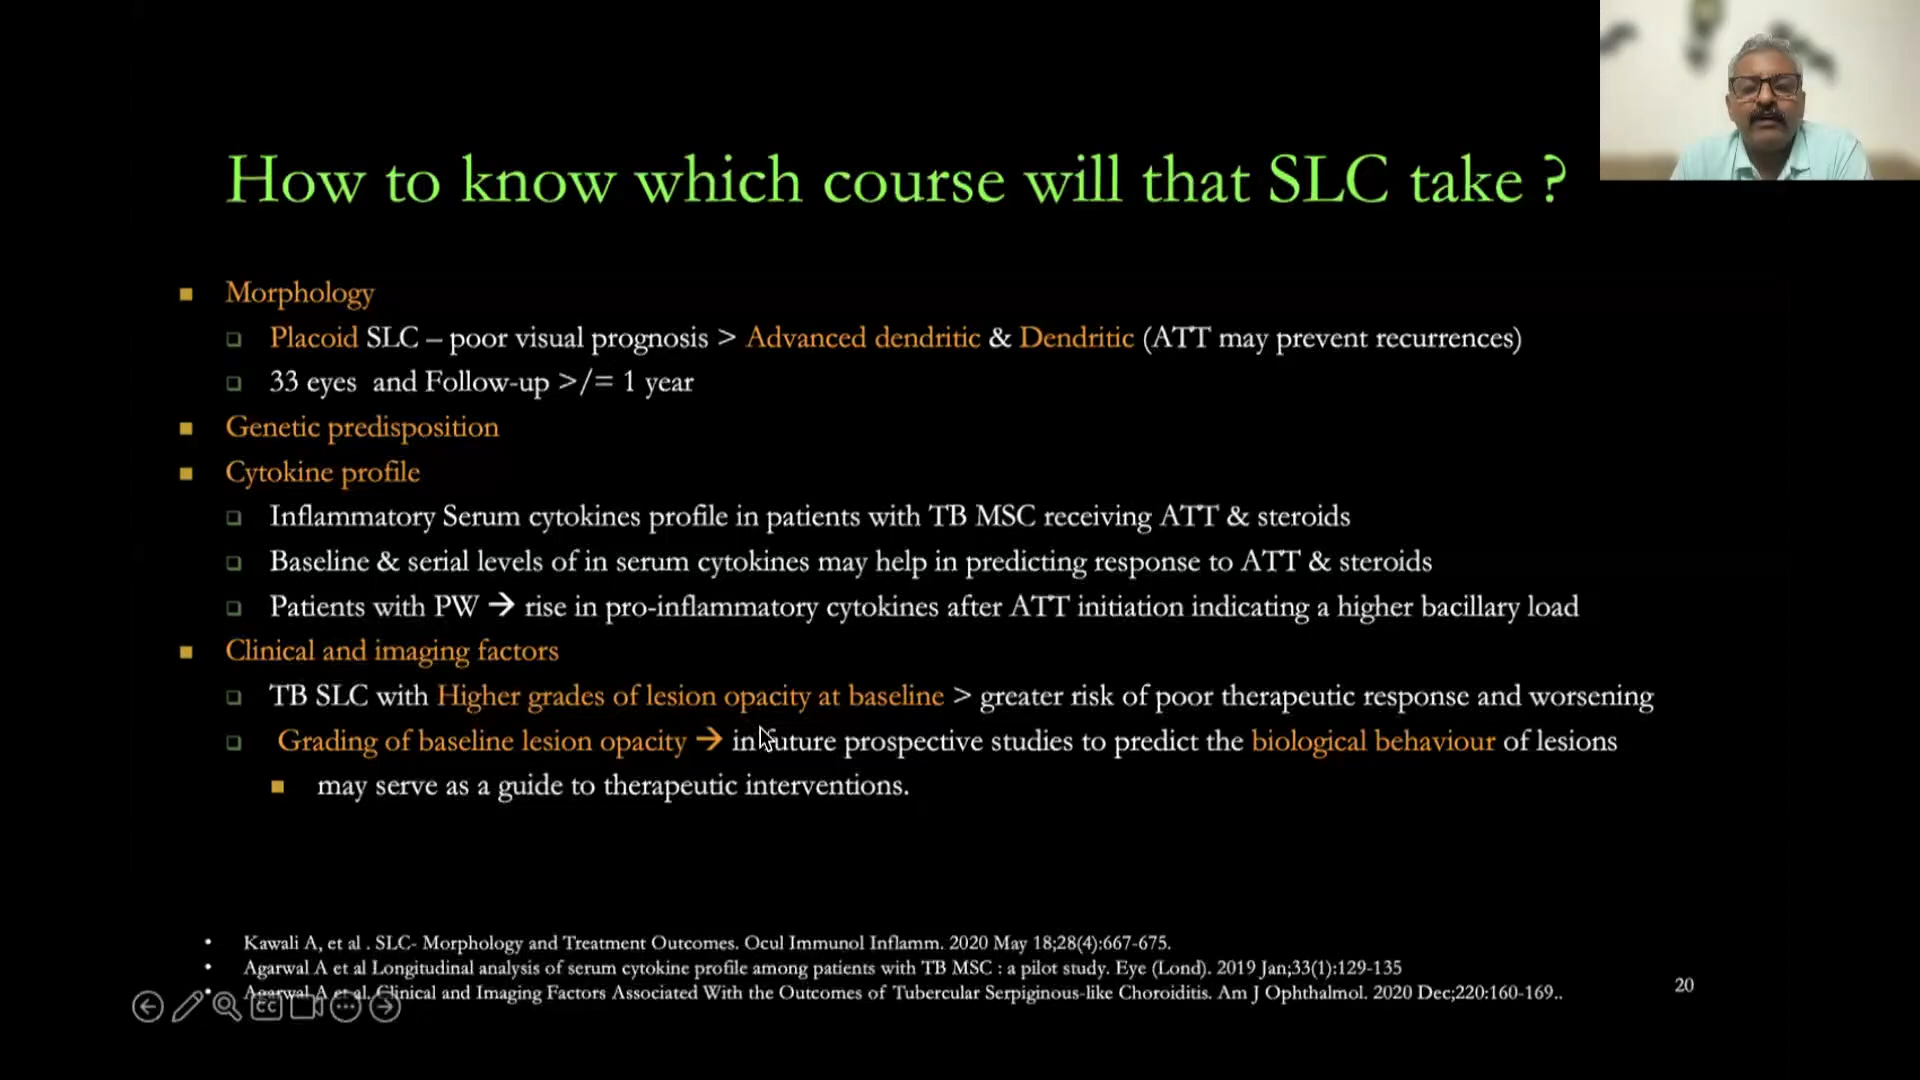 How to know which course will that SLC take ?
Morphology
Placoid SLC – poor visual prognosis > Advanced dendritic & Dendritic (ATT may prevent recurrences)
33 eyes and Follow-up >/= 1 year
Genetic predisposition
Cytokine profile
Inflammatory Serum cytokines profile in patients with TB MSC receiving ATT & steroids
Baseline & serial levels of in serum cytokines may help in predicting response to ATT & steroids
Patients with PW → rise in pro-inflammatory cytokines after ATT initiation indicating a higher bacillary load
Clinical and imaging factors
TB SLC with Higher grades of lesion opacity at baseline > greater risk of poor therapeutic response and worsening
Grading of baseline lesion opacity → in future prospective studies to predict the biological behaviour of lesions
may serve as a guide to therapeutic interventions.
Kawali A, et al . SLC- Morphology and Treatment Outcomes. Ocul Immunol Inflamm. 2020 May 18;28(4):667-675.
Agarwal A et al Longitudinal analysis of serum cytokine profile among patients with TB MSC : a pilot study. Eye (Lond). 2019 Jan;33(1):129-135
Agarwal A et al. Clinical and Imaging Factors Associated With the Outcomes of Tubercular Serpiginous-like Choroiditis. Am J Ophthalmol. 2020 Dec;220:160-169..
20
CC